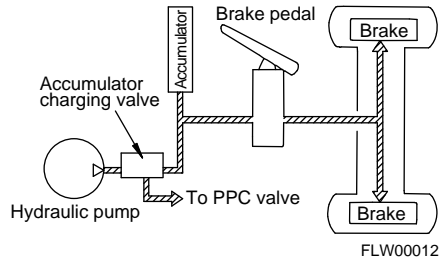 Brake pedal
Brake
Accumulator
Accumulator
charging valve
To PPC valve
Hydraulic pump
Brake
FLW00012